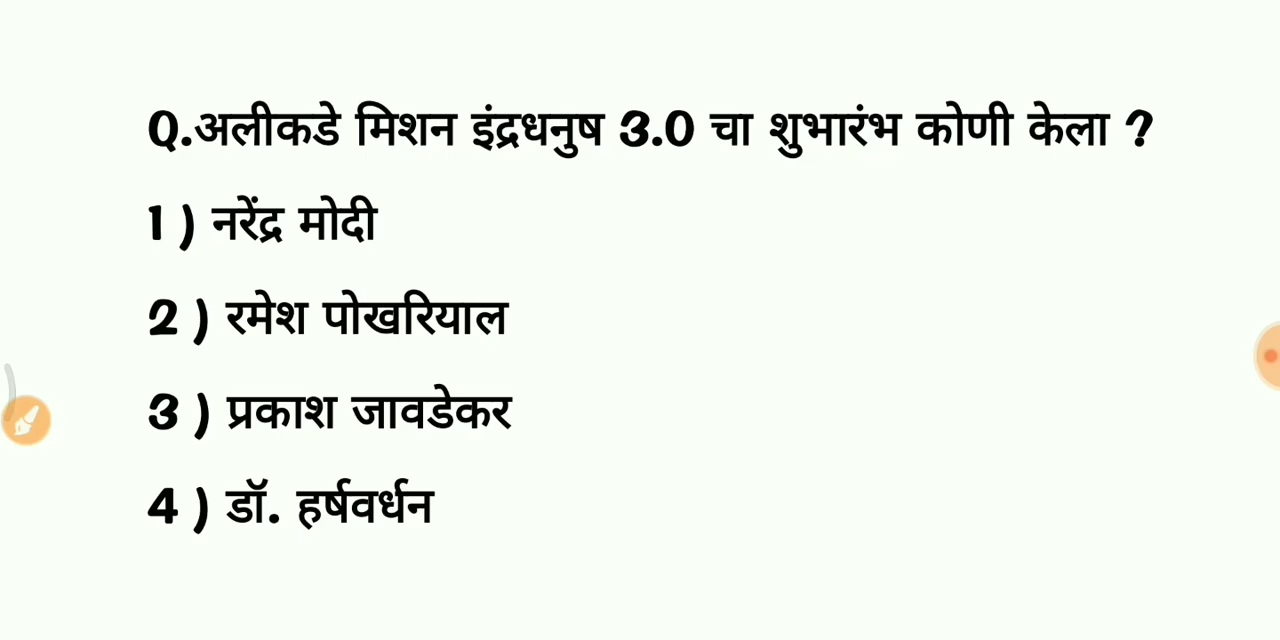 Q.अलीकडे मिशन इंद्रधनुष 3.0 चा शुभारंभ कोणी केला ?
1 ) नरेंद्र मोदी
2 ) रमेश पोखरियाल
3 ) प्रकाश जावडेकर
4 ) डॉ. हर्षवर्धन